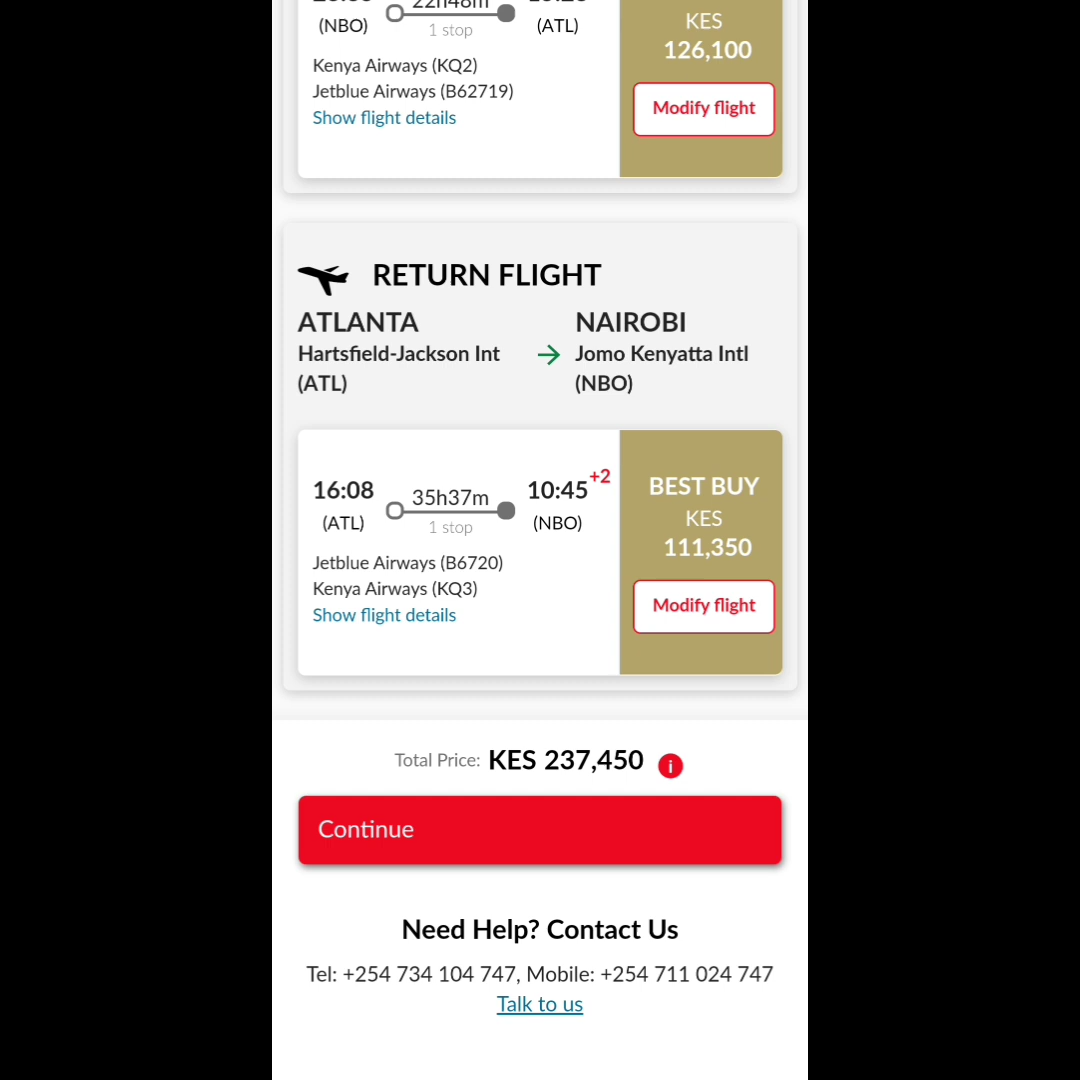 22h48m
(NBO)
1 stop
(ATL)
KES
126,100
Kenya Airways (KQ2)
Jetblue Airways (B62719)
Show flight details
Modify flight
RETURN FLIGHT
ATLANTA
Hartsfield-Jackson Int
(ATL)
NAIROBI
Jomo Kenyatta Intl
(NBO)
16:08
(ATL)
35h37m
1 stop
10:45 +2
(NBO)
Jetblue Airways (B6720)
Kenya Airways (KQ3)
Show flight details
BEST BUY
KES
111,350
Modify flight
Total Price: KES 237,450 i
Continue
Need Help? Contact Us
Tel: +254 734 104 747, Mobile: +254 711 024 747
Talk to us